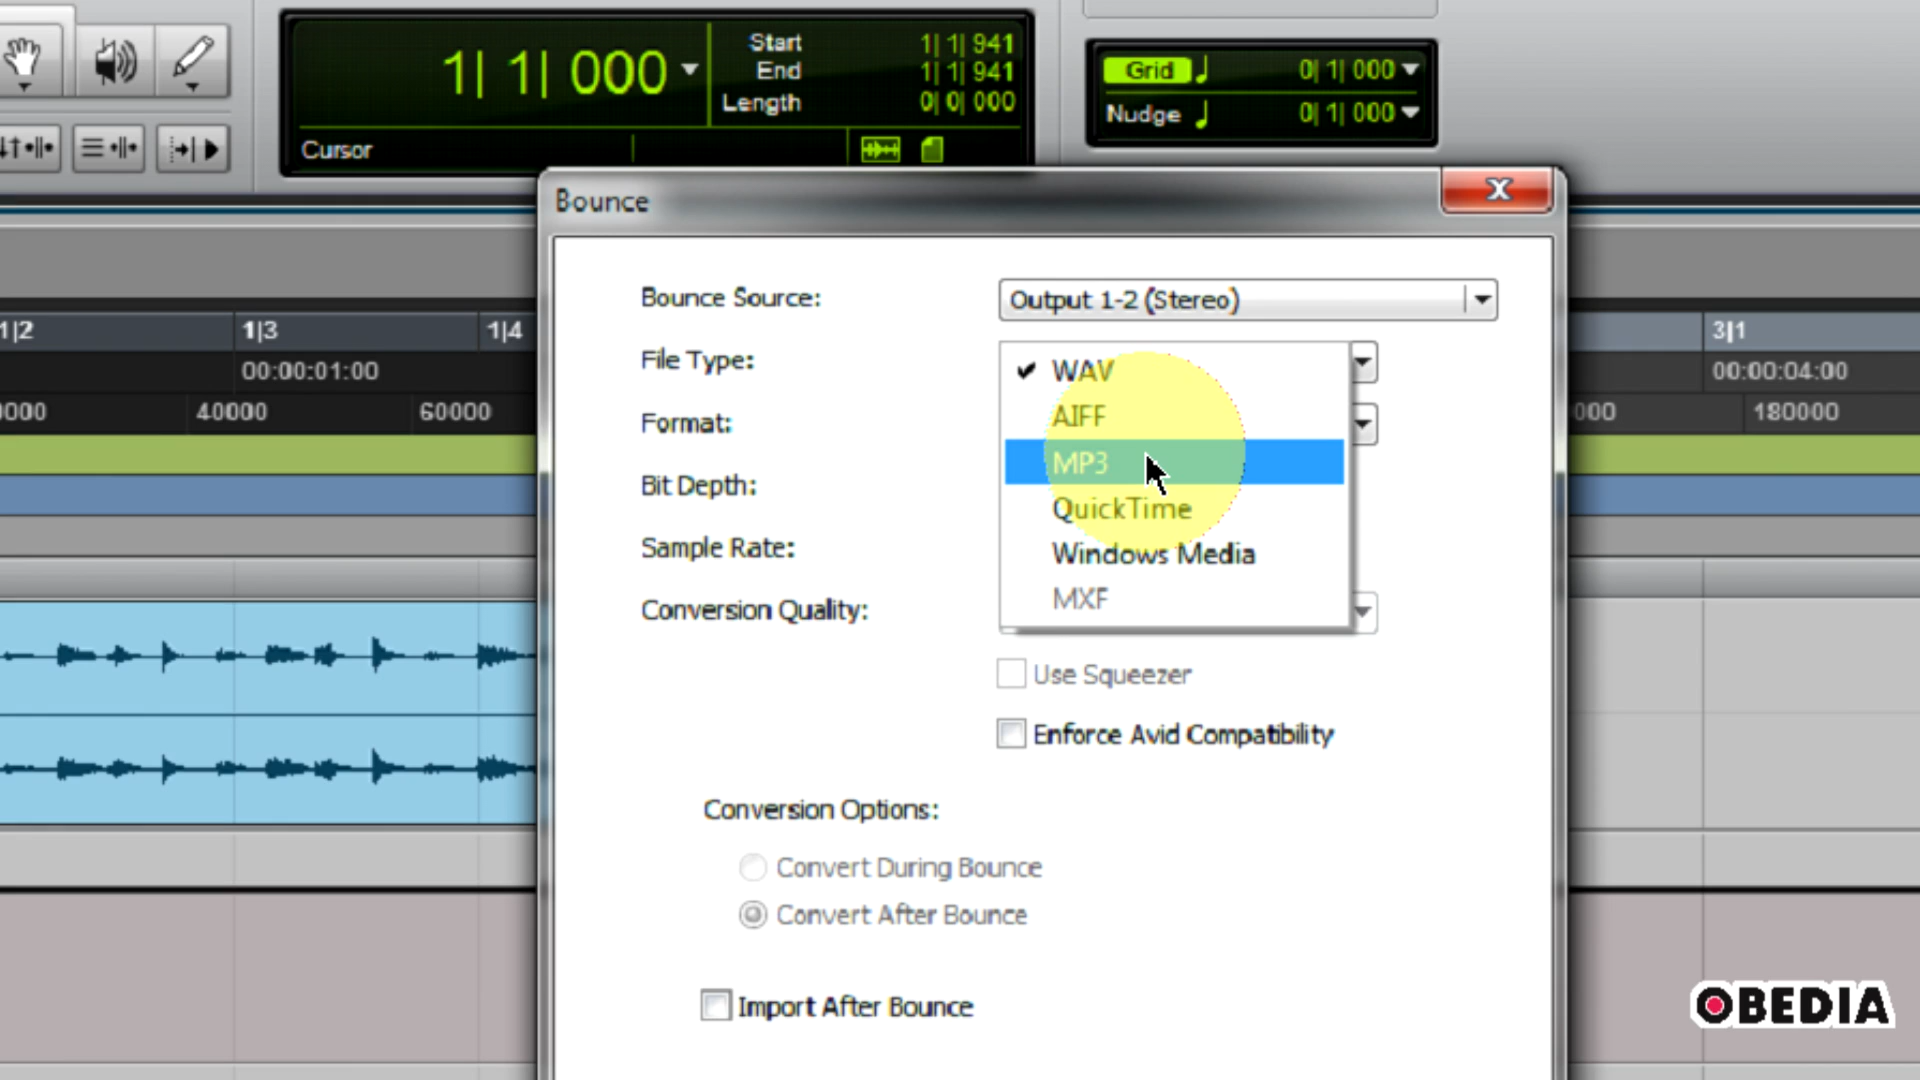 1| 1| 000
Start 1| 1| 941
End 1| 1| 941
Length 0| 0| 000
Cursor
Grid 0| 1| 000
Nudge 0| 1| 000
Bounce
1|2 1|3 1|4 3|1
00:00:01:00 00:00:04:00
0000 40000 60000 000 180000
Bounce Source: Output 1-2 (Stereo)
File Type:
Format:
Bit Depth:
Sample Rate:
Conversion Quality:
WAV
AIFF
MP3
QuickTime
Windows Media
MXF
Use Squeezer
Enforce Avid Compatibility
Conversion Options:
Convert During Bounce
Convert After Bounce
Import After Bounce
OBEDIA